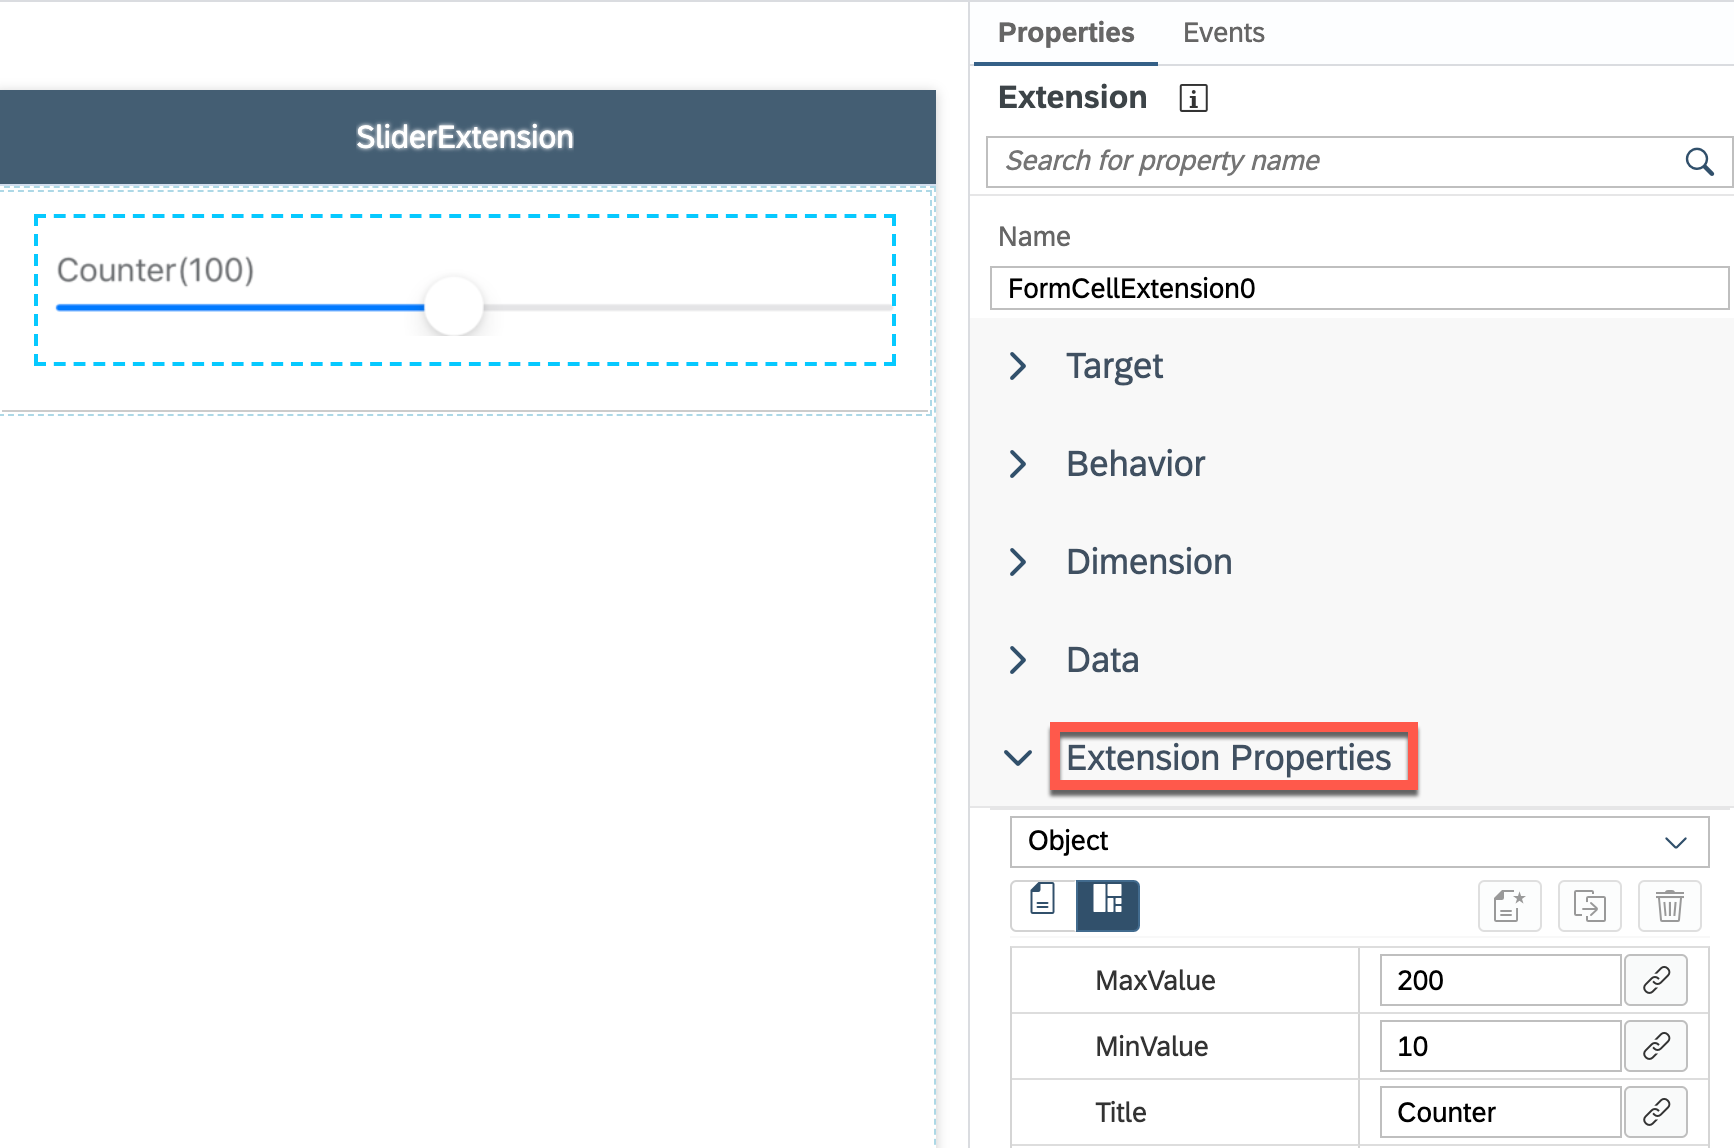 SliderExtension
Counter(100)
Properties
Events
Extension
Search for property name
Name
FormCellExtension0
Target
Behavior
Dimension
Data
Extension Properties
Object
MaxValue 200
MinValue 10
Title Counter